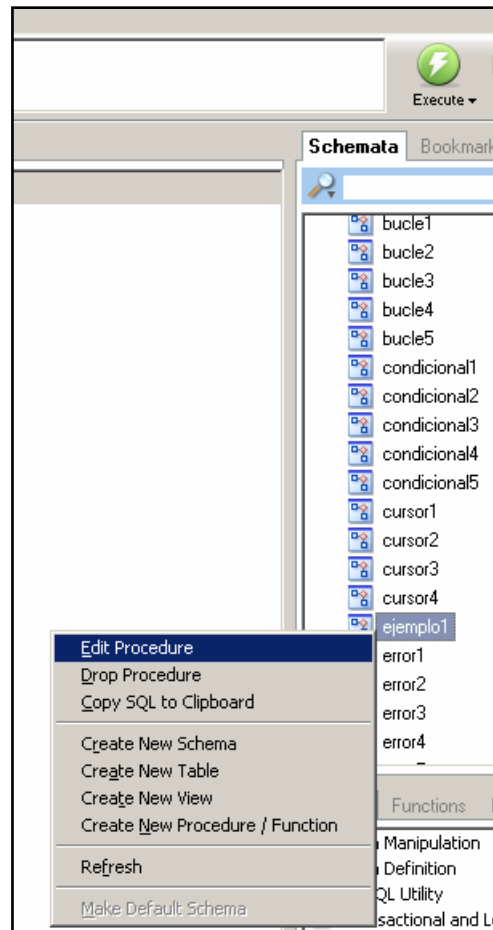 Execute
Schemata Bookmark
bucle1
bucle2
bucle3
bucle4
bucle5
condicional1
condicional2
condicional3
condicional4
condicional5
cursor1
cursor2
cursor3
cursor4
ejemplo1
error1
error2
error3
error4
Edit Procedure
Drop Procedure
Copy SQL to Clipboard
Create New Schema
Create New Table
Create New View
Create New Procedure / Function
Refresh
Make Default Schema
Functions
Manipulation
Definition
QL Utility
sactional and Lo